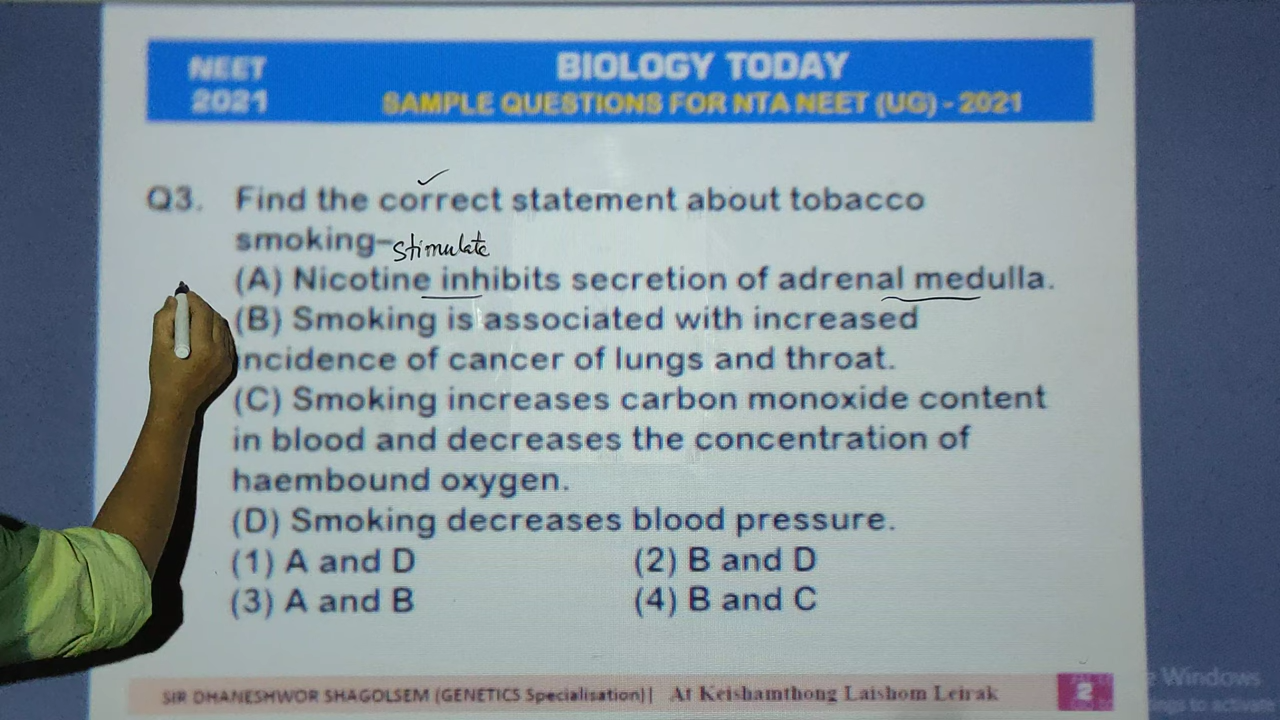 NEET
2021
BIOLOGY TODAY
SAMPLE QUESTIONS FOR NTA NEET (UG) - 2021
Q3. Find the correct statement about tobacco
smoking-
stimulate
(A) Nicotine inhibits secretion of adrenal medulla.
(B) Smoking is associated with increased
incidence of cancer of lungs and throat.
(C) Smoking increases carbon monoxide content
in blood and decreases the concentration of
haembound oxygen.
(D) Smoking decreases blood pressure.
(1) A and D (2) B and D
(3) A and B (4) B and C
SIR DHANESHWOR SHAGOLSEM (GENETICS Specialisation)|| At Keishamthong Laishom Leirak
2
Windows
to activate